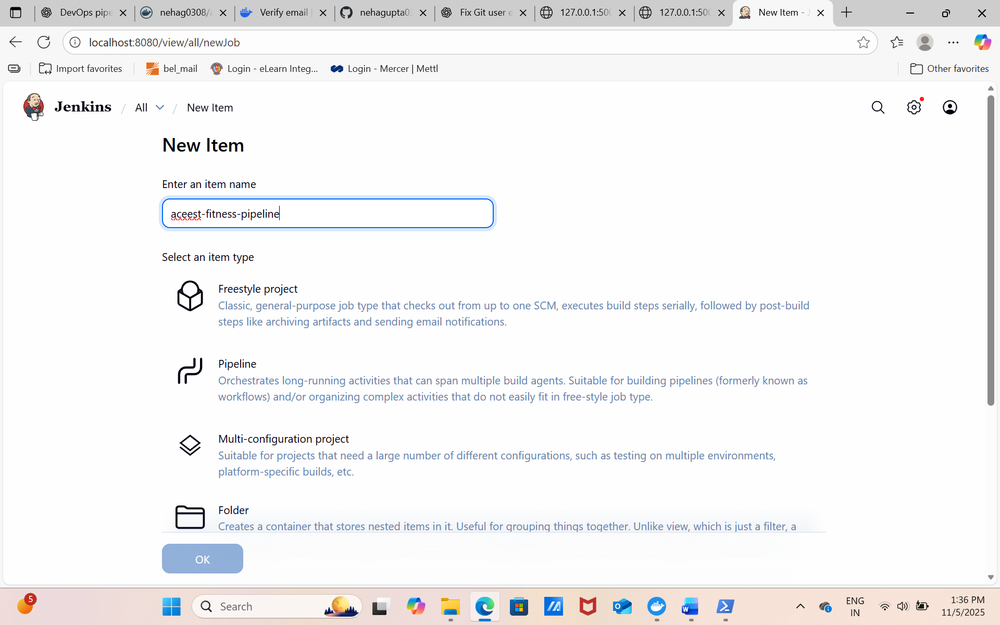 DevOps pipe
nehag0308/a
Verify email
nehagupta03
Fix Git user e
127.0.0.1:500
127.0.0.1:500
New Item - J
localhost:8080/view/all/newJob
Import favorites
bel_mail
Login - eLearn Integ...
Login - Mercer | Mettl
Other favorites
Jenkins / All / New Item
New Item
Enter an item name
aceest-fitness-pipeline
Select an item type
Freestyle project
Classic, general-purpose job type that checks out from up to one SCM, executes build steps serially, followed by post-build
steps like archiving artifacts and sending email notifications.
Pipeline
Orchestrates long-running activities that can span multiple build agents. Suitable for building pipelines (formerly known as
workflows) and/or organizing complex activities that do not easily fit in free-style job type.
Multi-configuration project
Suitable for projects that need a large number of different configurations, such as testing on multiple environments,
platform-specific builds, etc.
Folder
Creates a container that stores nested items in it. Useful for grouping things together. Unlike view, which is just a filter, a
OK
5
Search
ENG
IN
1:36 PM
11/5/2025